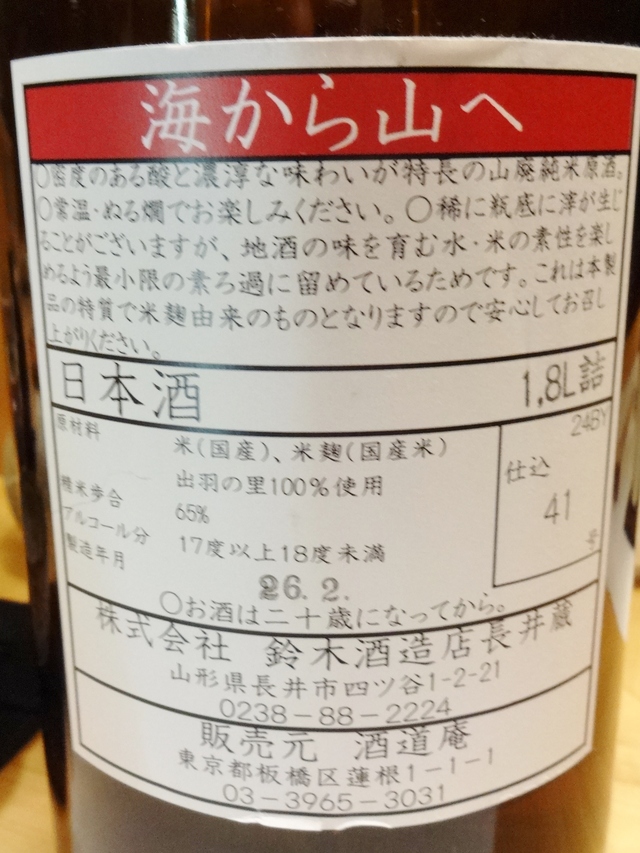 海から山へ
○密度のある酸と濃淳な味わいが特長の山廃純米原酒。
○常温・ぬる燗でお楽しみください。○稀に瓶底に滓が生じ
ることがございますが、地酒の味を育む水・米の素性を楽し
めるよう最小限の素ろ過に留めているためです。これは本製
品の特質で米麹由来のものとなりますので安心してお召し
上がりください。
日本酒 1.8L詰
原材料 米(国産)、米麹(国産米)
出羽の里100%使用
精米歩合 65%
アルコール分 17度以上18度未満
製造年月 26.2.
24BY
仕込
41
号
○お酒は二十歳になってから。
株式会社 鈴木酒造店長井蔵
山形県長井市四ツ谷1-2-21
0238-88-2224
販売元 酒道庵
東京都板橋区蓮根1-1-1
03-3965-3031